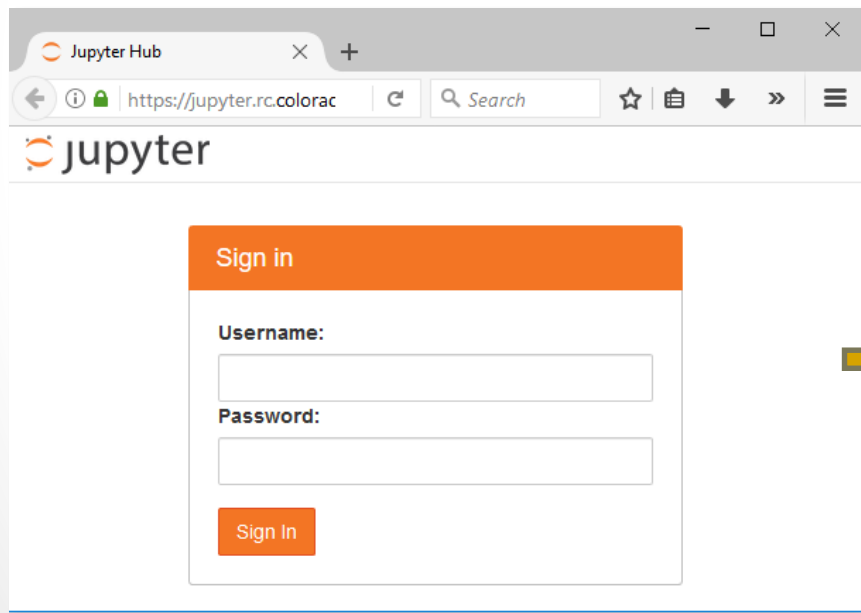 Jupyter Hub
https://jupyter.rc.colorac
Search
jupyter
Sign in
Username:
Password:
Sign In